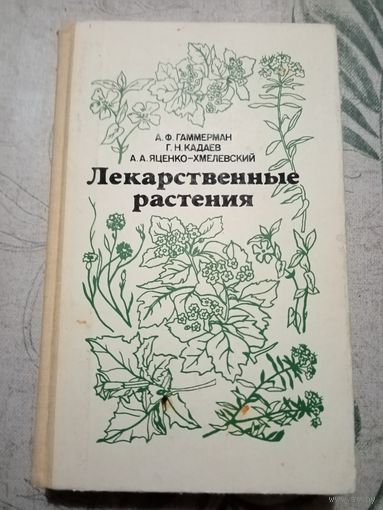 А. Ф. ГАММЕРМАН
Г. Н. КАДАЕВ
А. А. ЯЦЕНКО-ХМЕЛЕВСКИЙ
Лекарственные
растения